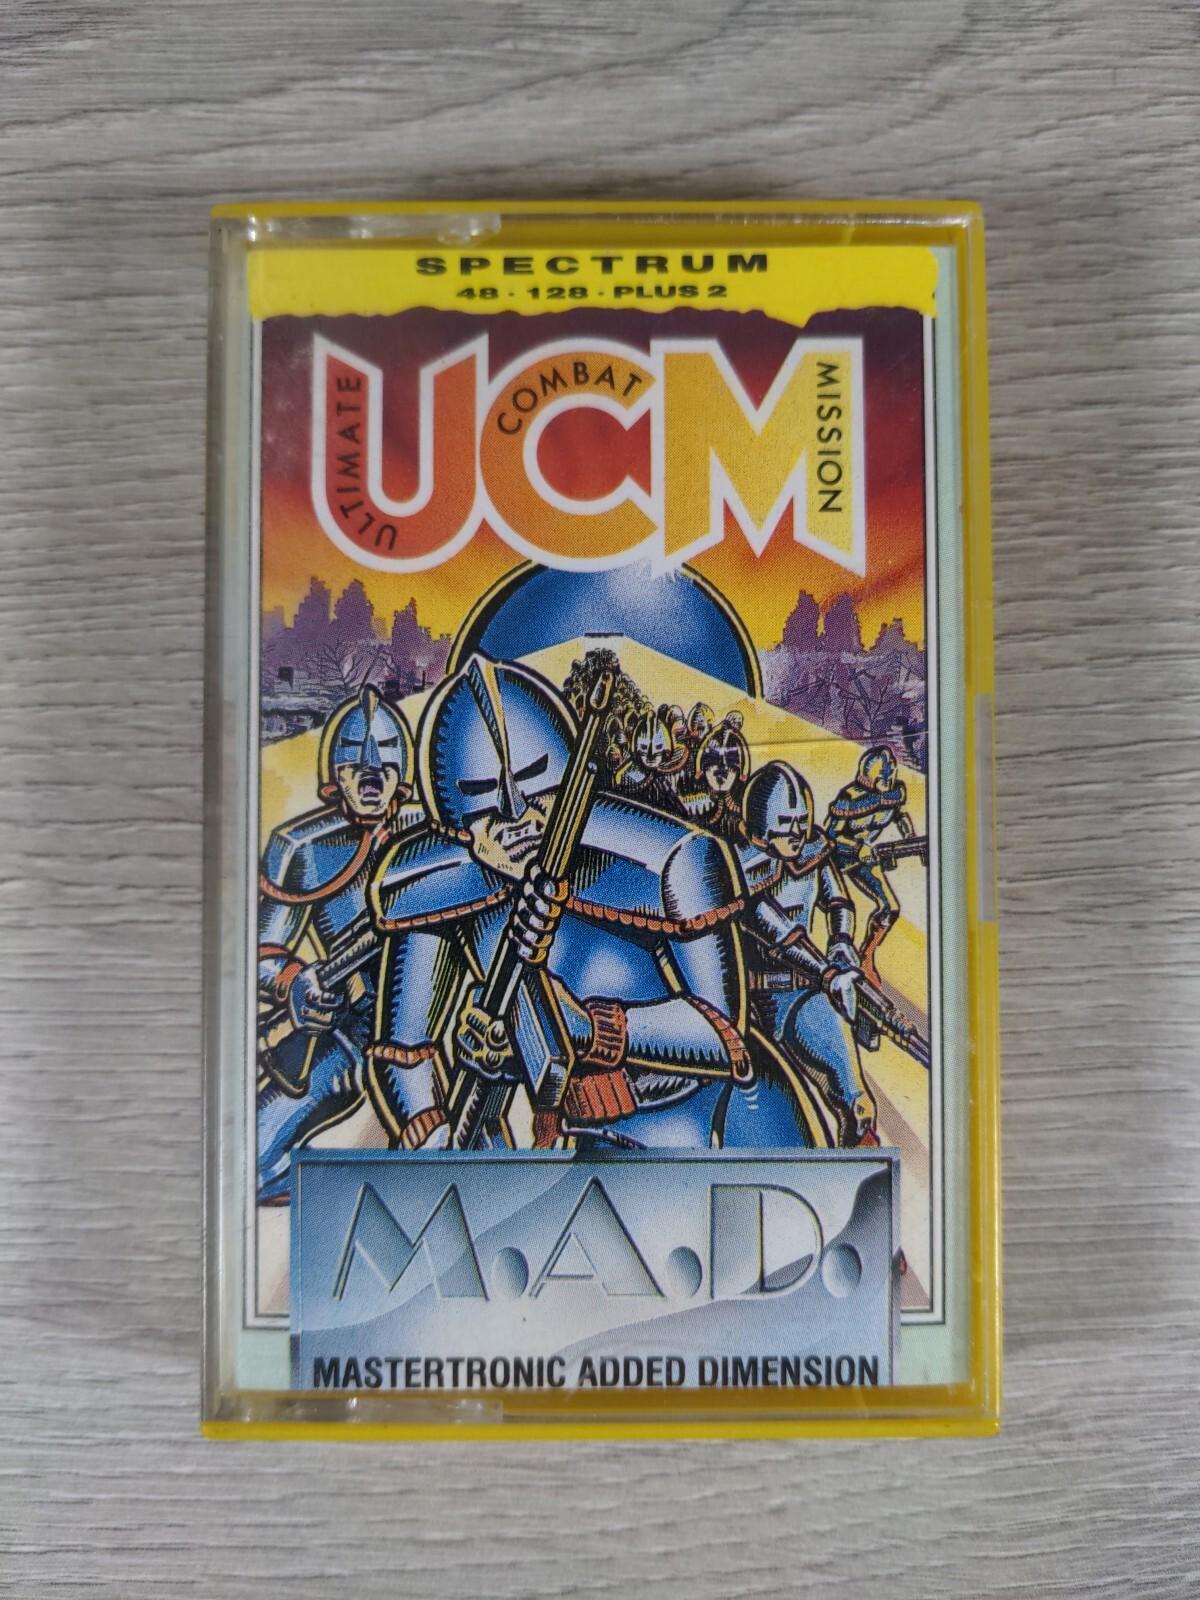 SPECTRUM
48 · 128 · PLUS 2
UCM
ULTIMATE
COMBAT
MISSION
M.A.D.
MASTERTRONIC ADDED DIMENSION